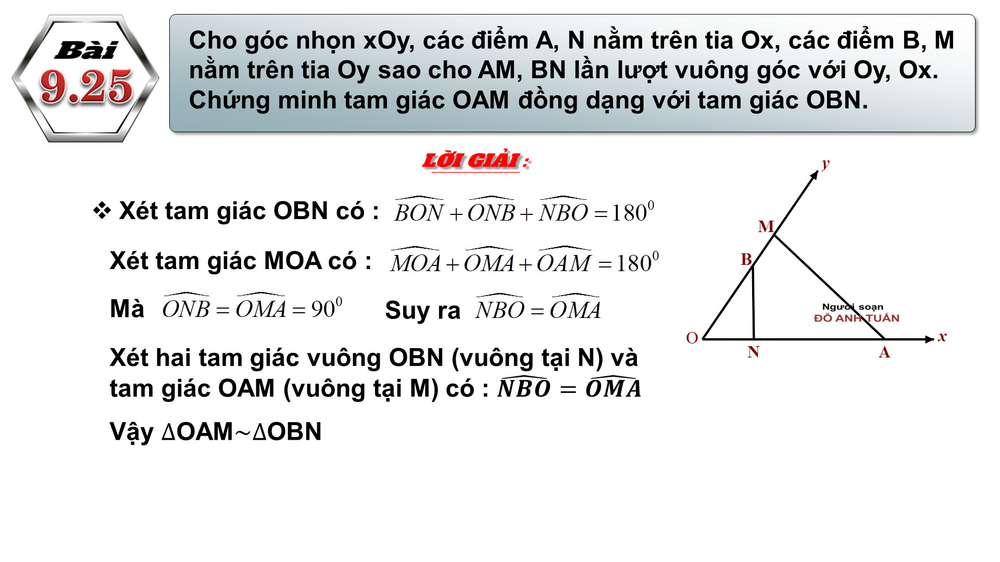 Bài
9.25
Cho góc nhọn xOy, các điểm A, N nằm trên tia Ox, các điểm B, M
nằm trên tia Oy sao cho AM, BN lần lượt vuông góc với Oy, Ox.
Chứng minh tam giác OAM đồng dạng với tam giác OBN.
LỜI GIẢI :
❖ Xét tam giác OBN có : $\widehat{BON}+\widehat{ONB}+\widehat{NBO}=180^0$
Xét tam giác MOA có : $\widehat{MOA}+\widehat{OMA}+\widehat{OAM}=180^0$
Mà $\widehat{ONB}=\widehat{OMA}=90^0$ Suy ra $\widehat{NBO}=\widehat{OMA}$
Xét hai tam giác vuông OBN (vuông tại N) và
tam giác OAM (vuông tại M) có : $\widehat{NBO}=\widehat{OMA}$
Vậy ΔOAM~ΔOBN
y
M
B
Người soạn
ĐỖ ANH TUẤN
O
x
N
A